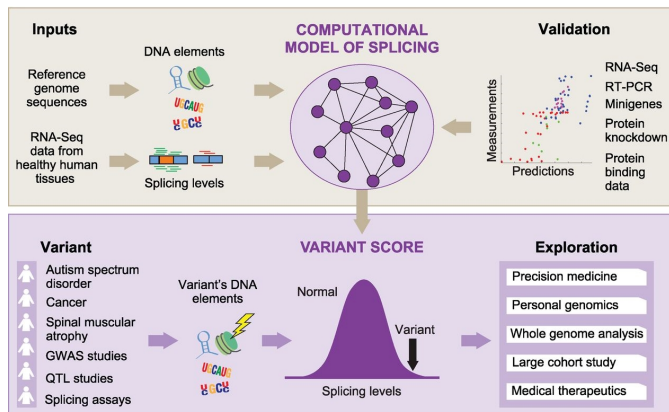 Inputs
DNA elements
Reference
genome
sequences
UGCAUG
UCGCU
RNA-Seq
data from
healthy human
tissues
Splicing levels
COMPUTATIONAL
MODEL OF SPLICING
Validation
Measurements
Predictions
RNA-Seq
RT-PCR
Minigenes
Protein
knockdown
Protein
binding
data
Variant
Autism spectrum
disorder
Cancer
Spinal muscular
atrophy
GWAS studies
QTL studies
Splicing assays
Variant's DNA
elements
UGCAUG
VARIANT SCORE
Normal
Variant
Splicing levels
Exploration
Precision medicine
Personal genomics
Whole genome analysis
Large cohort study
Medical therapeutics